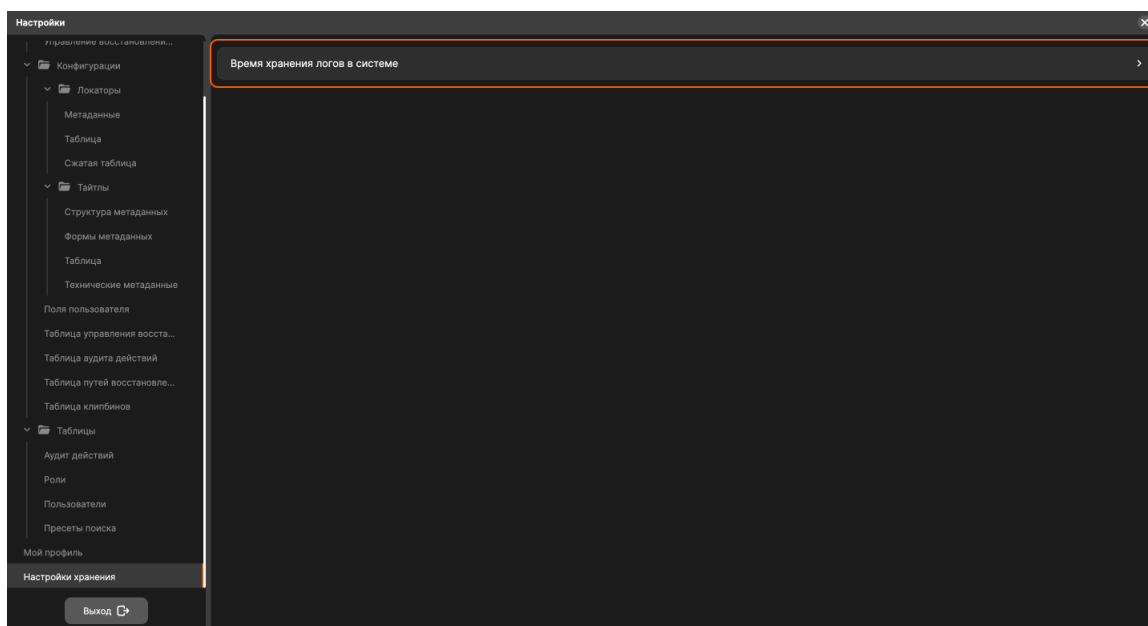 Настройки
Управление восстановлени...
Конфигурации
Локаторы
Метаданные
Таблица
Сжатая таблица
Тайтлы
Структура метаданных
Формы метаданных
Таблица
Технические метаданные
Поля пользователя
Таблица управления восста...
Таблица аудита действий
Таблица путей восстановле...
Таблица клипбинов
Таблицы
Аудит действий
Роли
Пользователи
Пресеты поиска
Мой профиль
Настройки хранения
Выход
Время хранения логов в системе